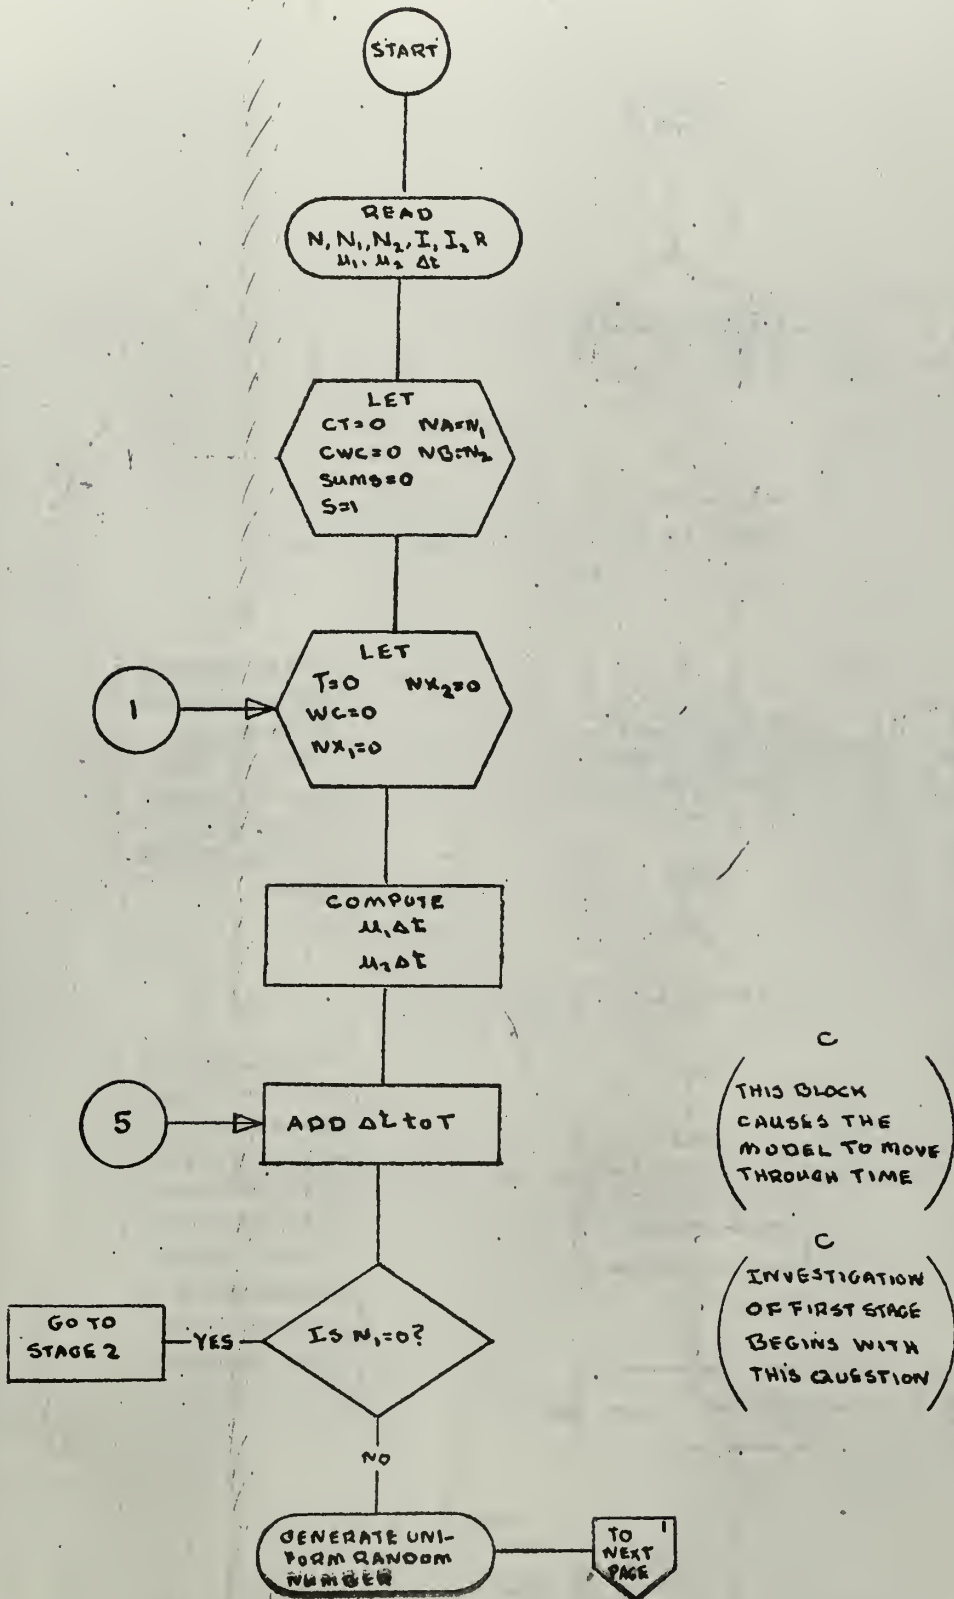 START
READ
N, N₁, N₂, I, I₂ R
μ₁, μ₂ Δt
LET
CT=0 NA=N₁
CWC=0 NB=N₂
SUMS=0
S=1
LET
T=0 NX₂=0
WC=0
NX₁=0
1
COMPUTE
μ₁Δt
μ₂Δt
5
ADD Δt to T
C
THIS BLOCK
CAUSES THE
MODEL TO MOVE
THROUGH TIME
C
INVESTIGATION
OF FIRST STAGE
BEGINS WITH
THIS QUESTION
GO TO
STAGE 2
YES
IS N₁=0?
NO
GENERATE UNI-
FORM RANDOM
NUMBER
TO 1
NEXT
PAGE